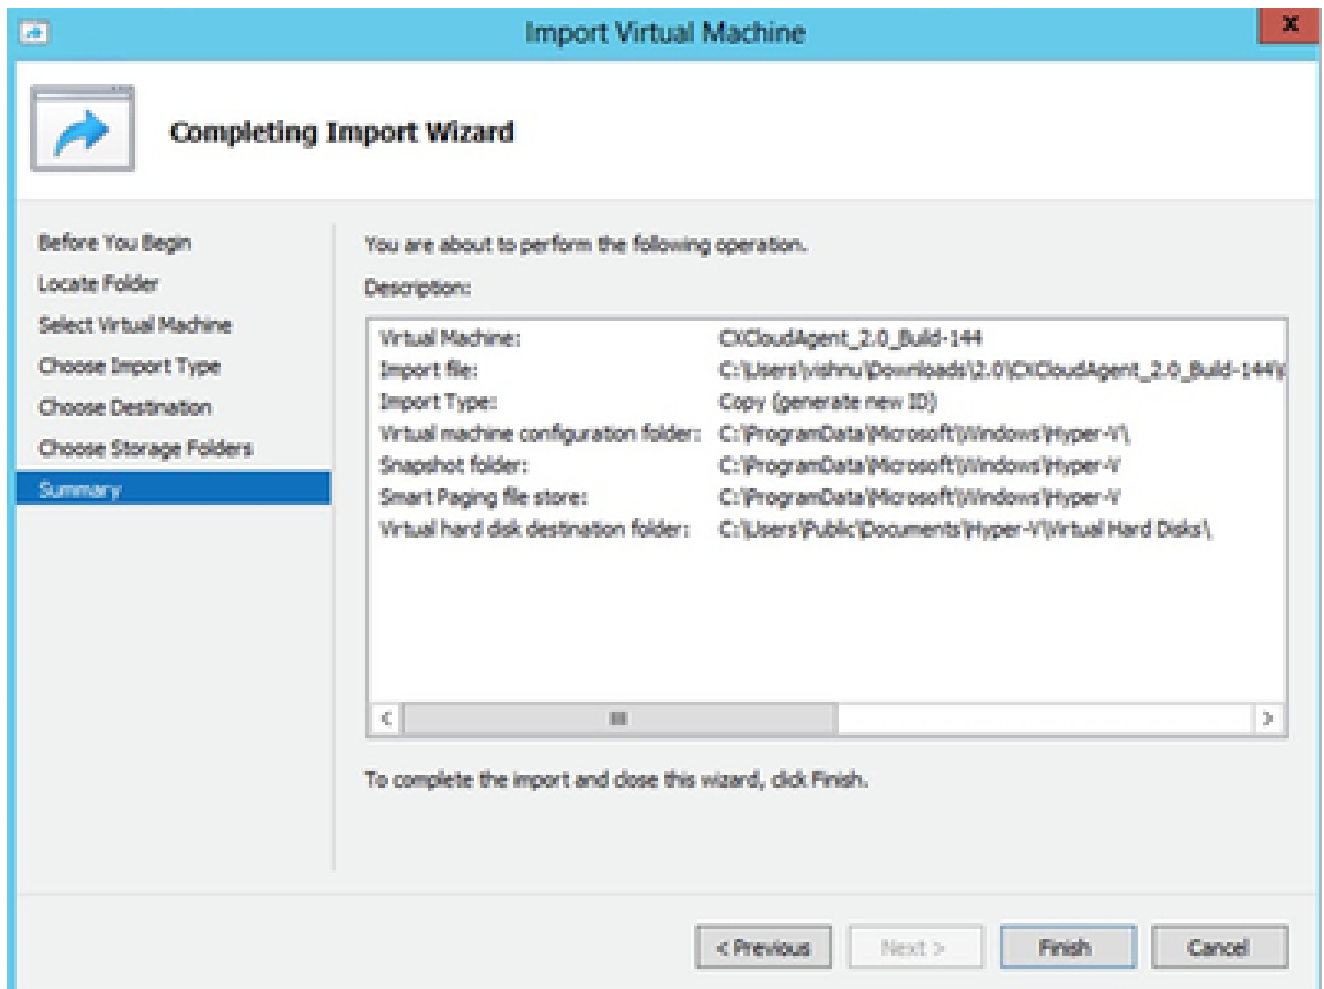 Import Virtual Machine
X
Completing Import Wizard
Before You Begin
Locate Folder
Select Virtual Machine
Choose Import Type
Choose Destination
Choose Storage Folders
Summary
You are about to perform the following operation.
Description:
Virtual Machine: CXCloudAgent_2.0_Build-144
Import file: C:\Users\vishnu\Downloads\2.0\CXCloudAgent_2.0_Build-144\
Import Type: Copy (generate new ID)
Virtual machine configuration folder: C:\ProgramData\Microsoft\Windows\Hyper-V\
Snapshot folder: C:\ProgramData\Microsoft\Windows\Hyper-V
Smart Paging file store: C:\ProgramData\Microsoft\Windows\Hyper-V
Virtual hard disk destination folder: C:\Users\Public\Documents\Hyper-V\Virtual Hard Disks\
To complete the import and close this wizard, click Finish.
< Previous Next > Finish Cancel